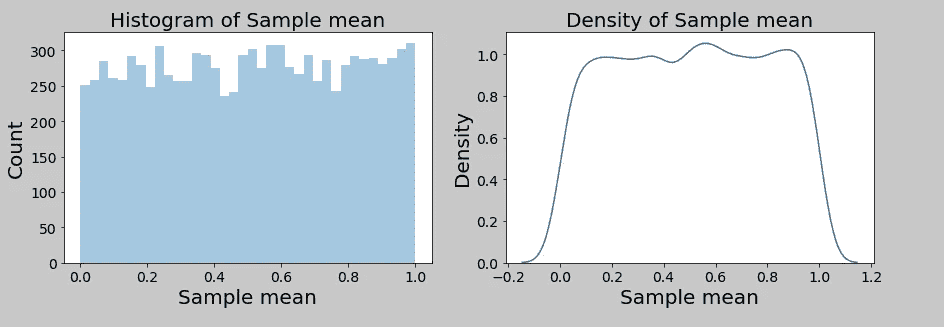 Histogram of Sample mean
Count
300
250
200
150
100
50
0
0.0 0.2 0.4 0.6 0.8 1.0
Sample mean
Density of Sample mean
Density
1.0
0.8
0.6
0.4
0.2
0.0
−0.2 0.0 0.2 0.4 0.6 0.8 1.0 1.2
Sample mean